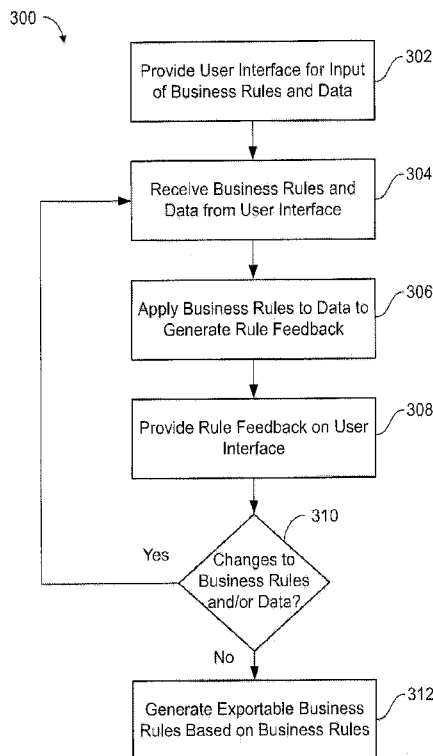 300
Provide User Interface for Input
of Business Rules and Data
302
Receive Business Rules and
Data from User Interface
304
Apply Business Rules to Data to
Generate Rule Feedback
306
Provide Rule Feedback on User
Interface
308
310
Changes to
Business Rules
and/or Data?
Yes
No
Generate Exportable Business
Rules Based on Business Rules
312